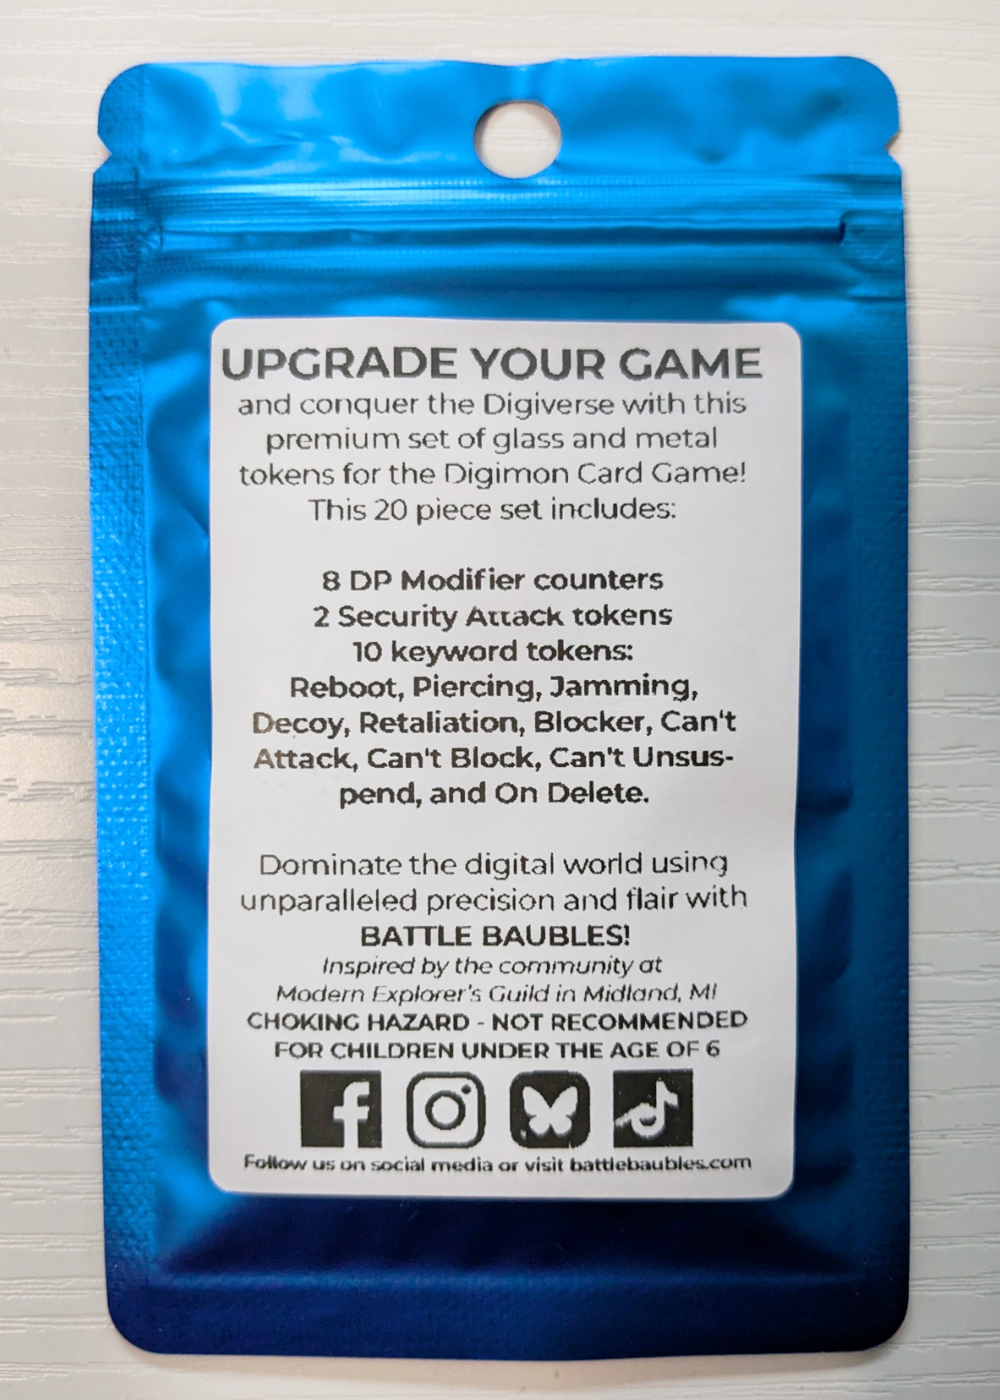 UPGRADE YOUR GAME
and conquer the Digiverse with this
premium set of glass and metal
tokens for the Digimon Card Game!
This 20 piece set includes:
8 DP Modifier counters
2 Security Attack tokens
10 keyword tokens:
Reboot, Piercing, Jamming,
Decoy, Retaliation, Blocker, Can't
Attack, Can't Block, Can't Unsus-
pend, and On Delete.
Dominate the digital world using
unparalleled precision and flair with
BATTLE BAUBLES!
Inspired by the community at
Modern Explorer's Guild in Midland, MI
CHOKING HAZARD - NOT RECOMMENDED
FOR CHILDREN UNDER THE AGE OF 6
Follow us on social media or visit battlebaubles.com